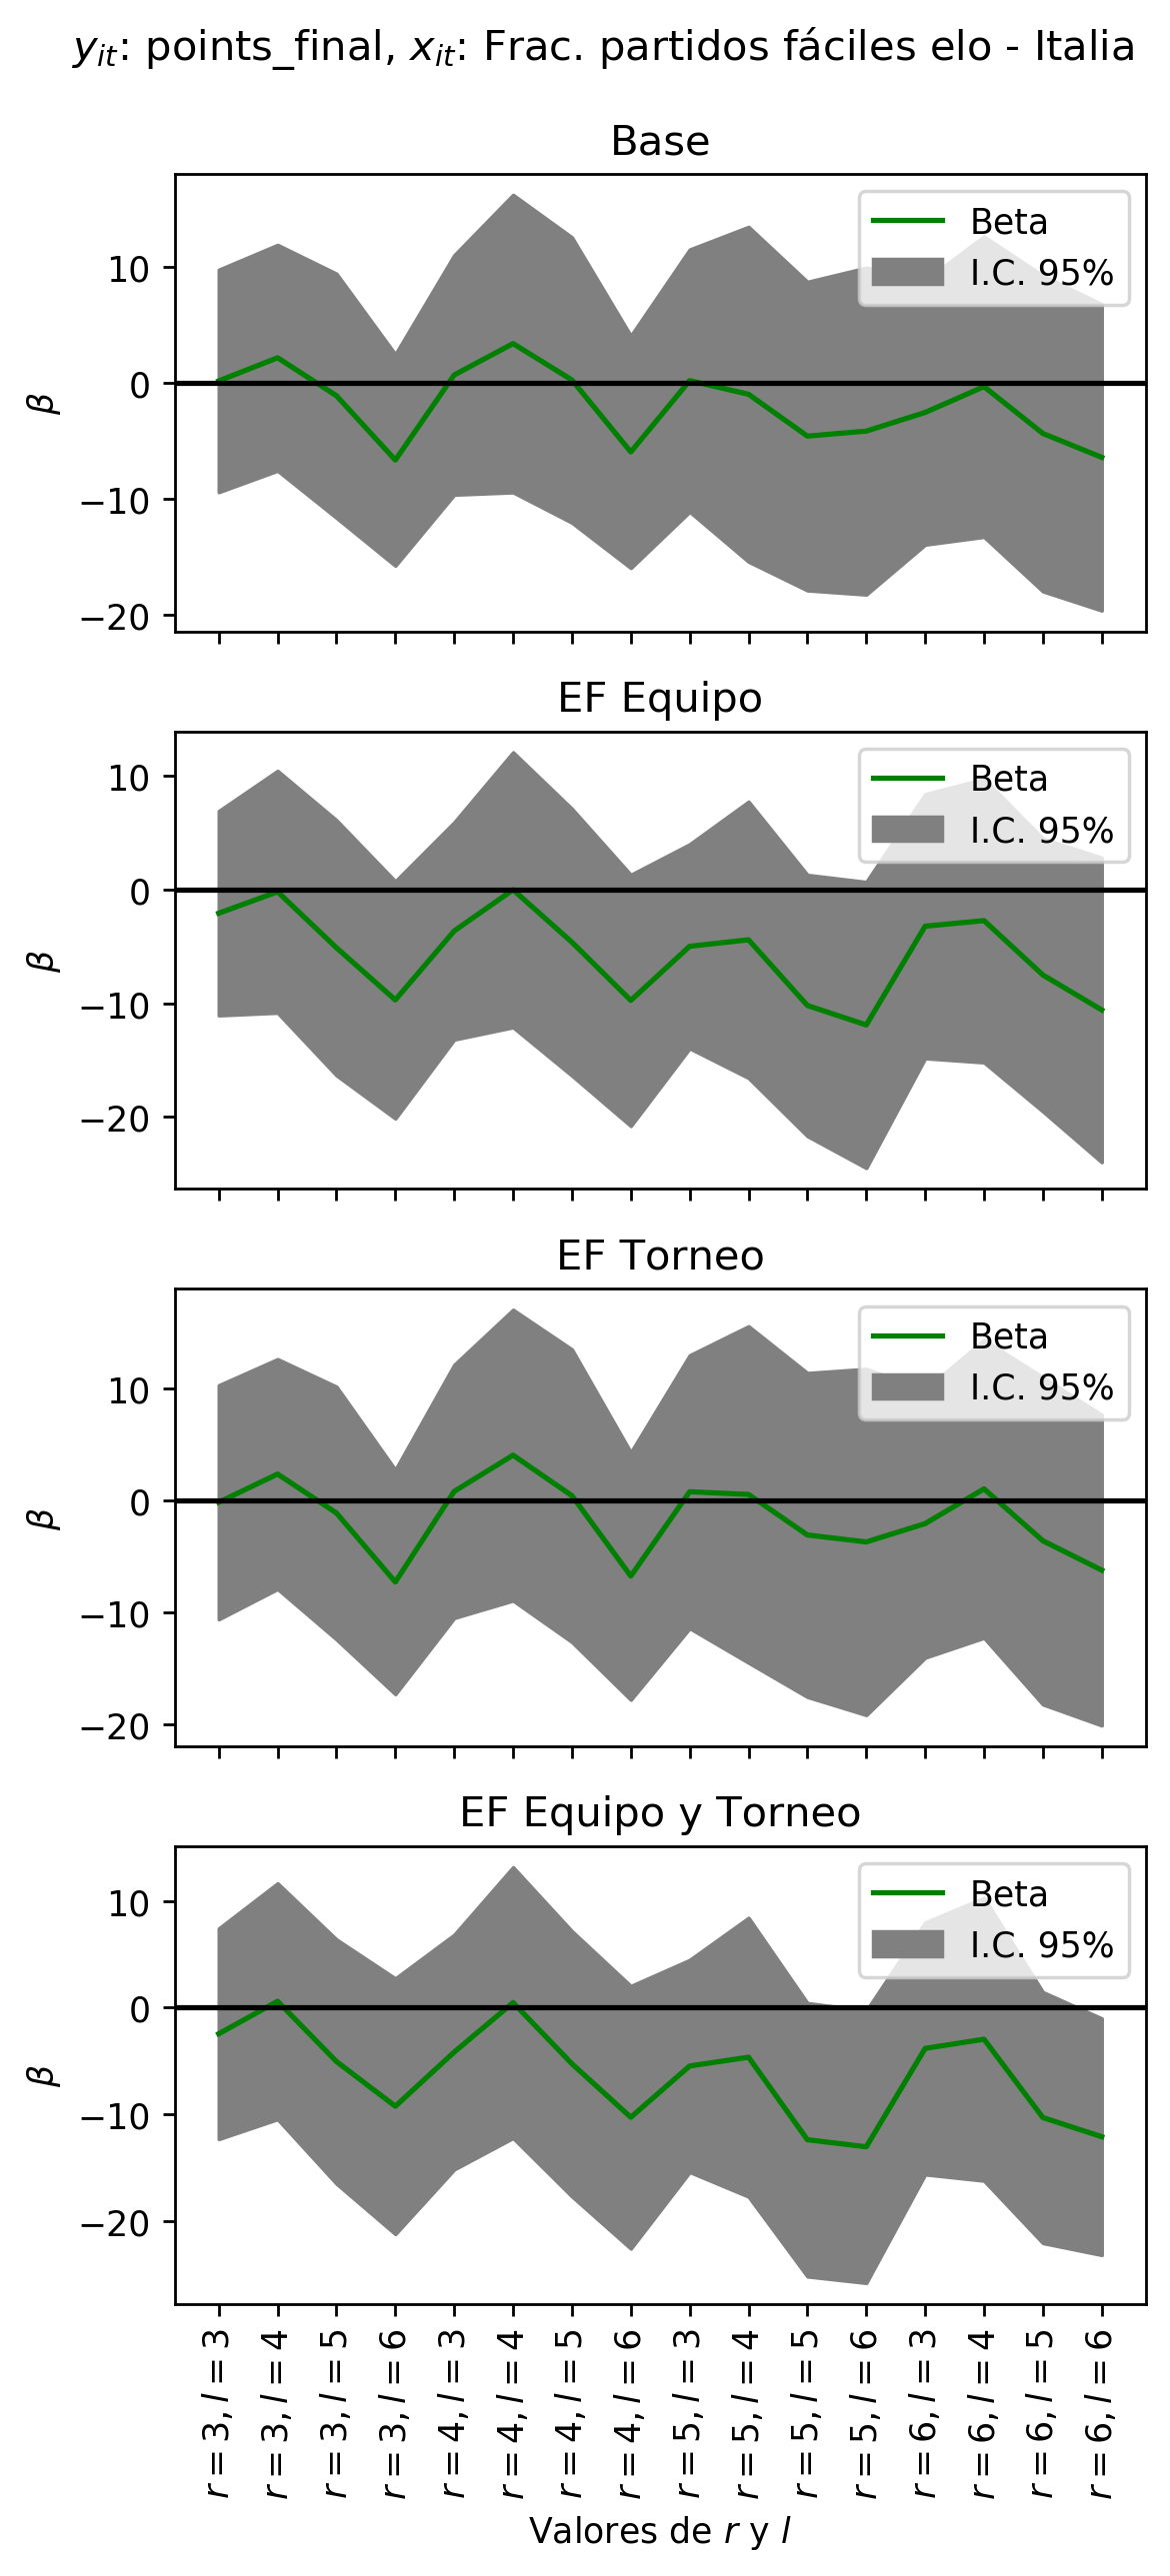 y_it: points_final, x_it: Frac. partidos fáciles elo - Italia
Base
Beta
I.C. 95%
10
0
−10
−20
β
EF Equipo
Beta
I.C. 95%
10
0
−10
−20
β
EF Torneo
Beta
I.C. 95%
10
0
−10
−20
β
EF Equipo y Torneo
Beta
I.C. 95%
10
0
−10
−20
β
r = 3, l = 3
r = 3, l = 4
r = 3, l = 5
r = 3, l = 6
r = 4, l = 3
r = 4, l = 4
r = 4, l = 5
r = 4, l = 6
r = 5, l = 3
r = 5, l = 4
r = 5, l = 5
r = 5, l = 6
r = 6, l = 3
r = 6, l = 4
r = 6, l = 5
r = 6, l = 6
Valores de r y l